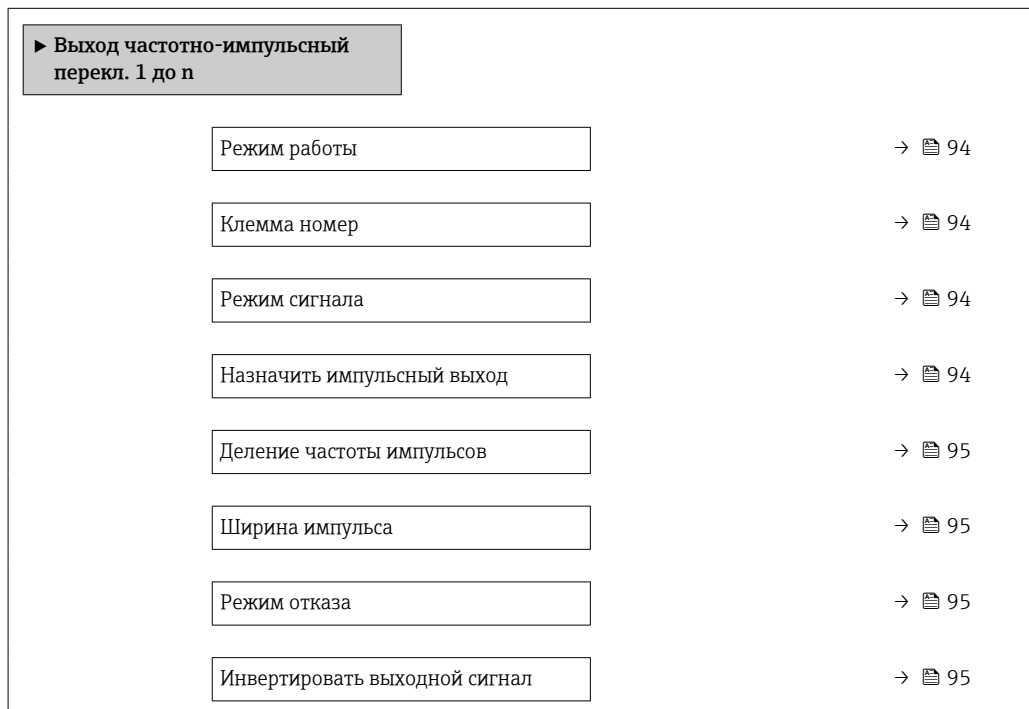 ▶ Выход частотно-импульсный
перекл. 1 до n
Режим работы → 94
Клемма номер → 94
Режим сигнала → 94
Назначить импульсный выход → 94
Деление частоты импульсов → 95
Ширина импульса → 95
Режим отказа → 95
Инвертировать выходной сигнал → 95